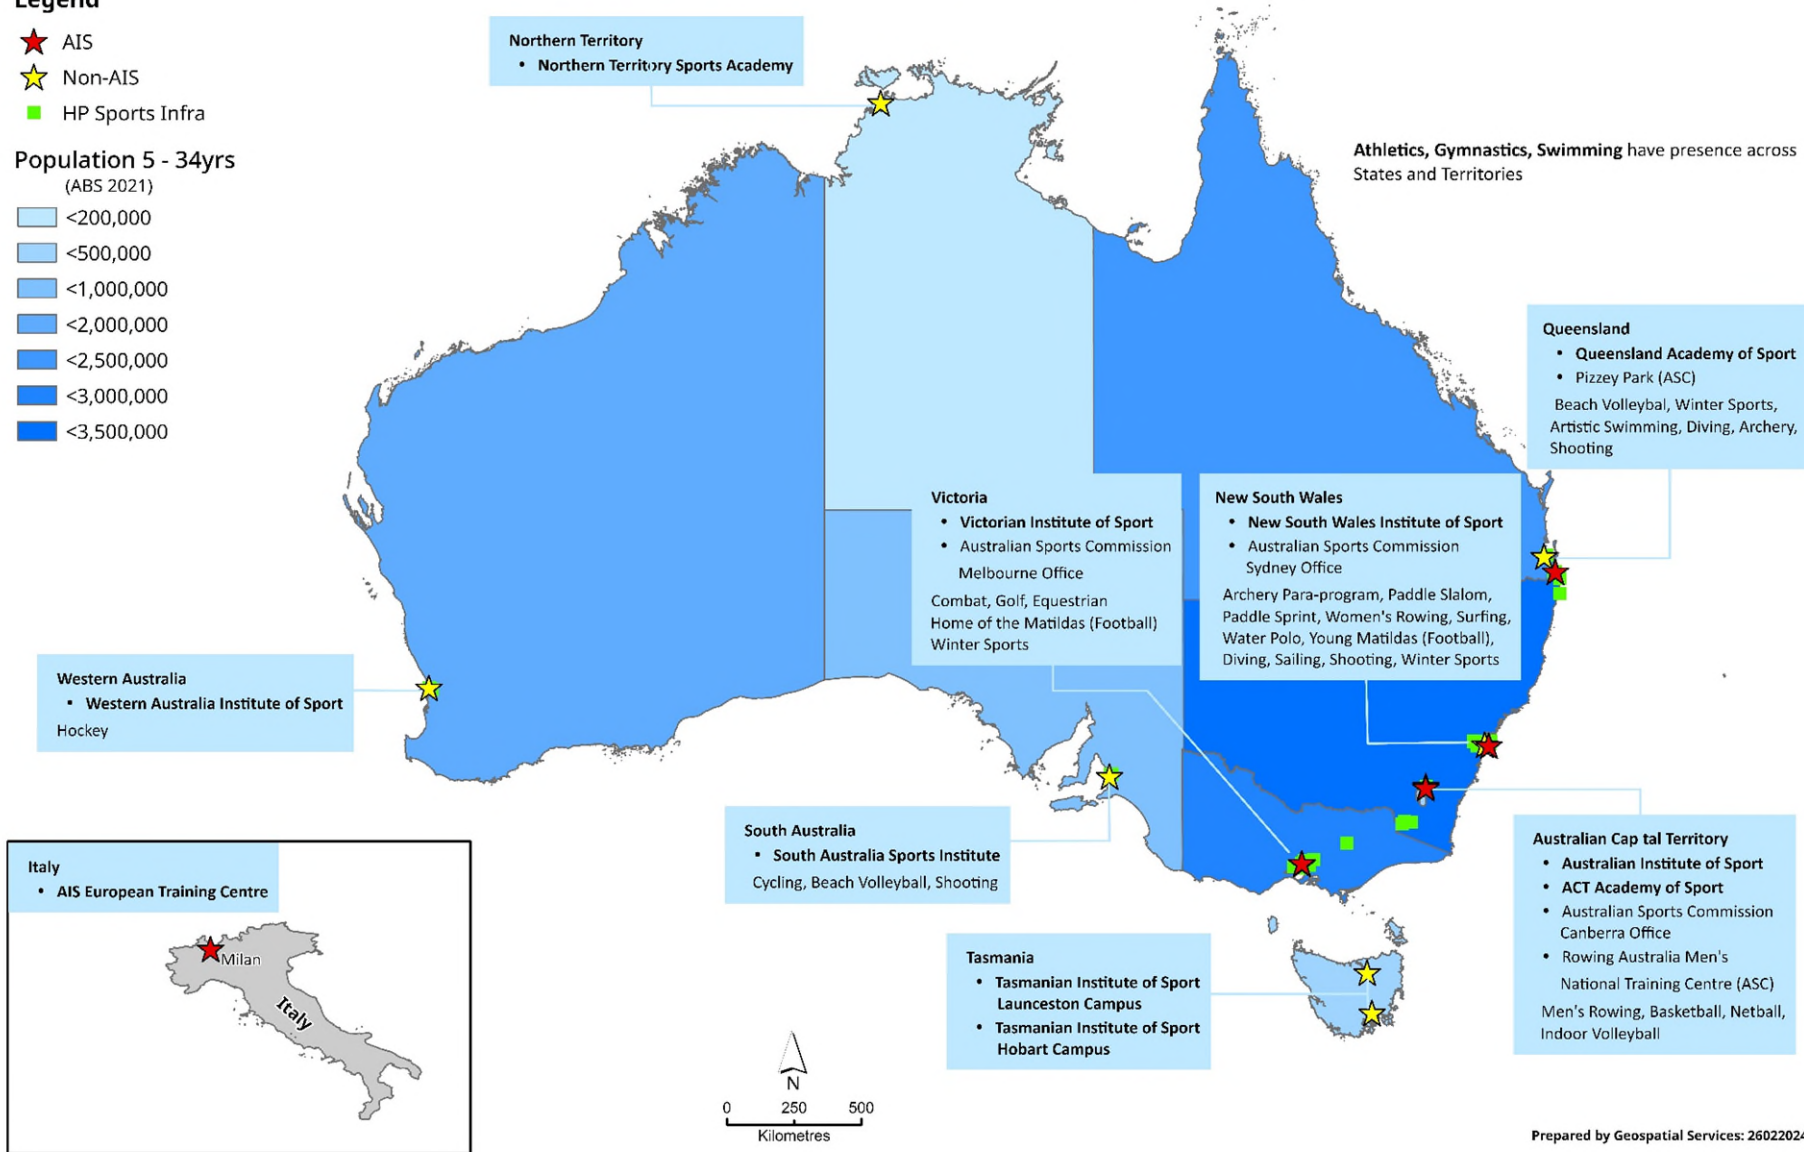 Legend
AIS
Non-AIS
HP Sports Infra
Population 5 - 34yrs
(ABS 2021)
<200,000
<500,000
<1,000,000
<2,000,000
<2,500,000
<3,000,000
<3,500,000
Northern Territory
• Northern Territory Sports Academy
Athletics, Gymnastics, Swimming have presence across
States and Territories
Queensland
• Queensland Academy of Sport
• Pizzey Park (ASC)
Beach Volleybal, Winter Sports,
Artistic Swimming, Diving, Archery,
Shooting
Victoria
• Victorian Institute of Sport
• Australian Sports Commission
Melbourne Office
Combat, Golf, Equestrian
Home of the Matildas (Football)
Winter Sports
New South Wales
• New South Wales Institute of Sport
• Australian Sports Commission
Sydney Office
Archery Para-program, Paddle Slalom,
Paddle Sprint, Women's Rowing, Surfing,
Water Polo, Young Matildas (Football),
Diving, Sailing, Shooting, Winter Sports
Western Australia
• Western Australia Institute of Sport
Hockey
South Australia
• South Australia Sports Institute
Cycling, Beach Volleyball, Shooting
Australian Cap tal Territory
• Australian Institute of Sport
• ACT Academy of Sport
• Australian Sports Commission
Canberra Office
• Rowing Australia Men's
National Training Centre (ASC)
Men's Rowing, Basketball, Netball,
Indoor Volleyball
Tasmania
• Tasmanian Institute of Sport
Launceston Campus
• Tasmanian Institute of Sport
Hobart Campus
Italy
• AIS European Training Centre
Milan
Italy
N
0 250 500
Kilometres
Prepared by Geospatial Services: 26022024